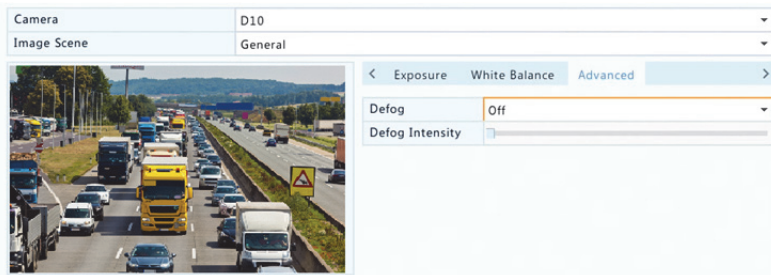 Camera
D10
Image Scene
General
< Exposure White Balance Advanced >
Defog
Off
Defog Intensity